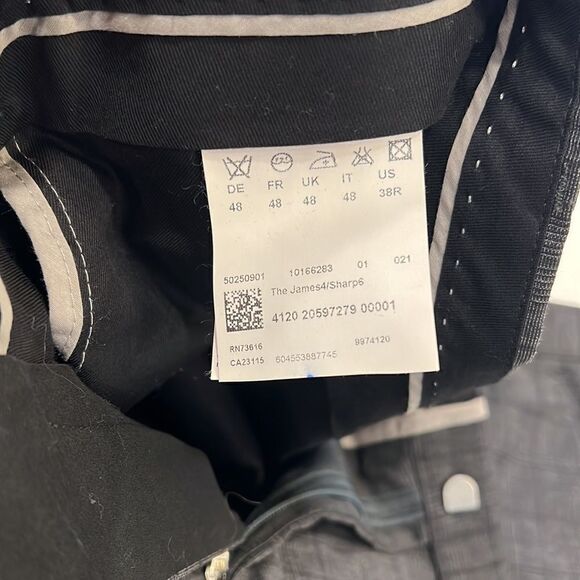 DE FR UK IT US
48 48 48 48 38R
50250901 10166283 01 021
The James4/Sharp6
4120 20597279 00001
RN73616 9974120
CA23115 604553887745